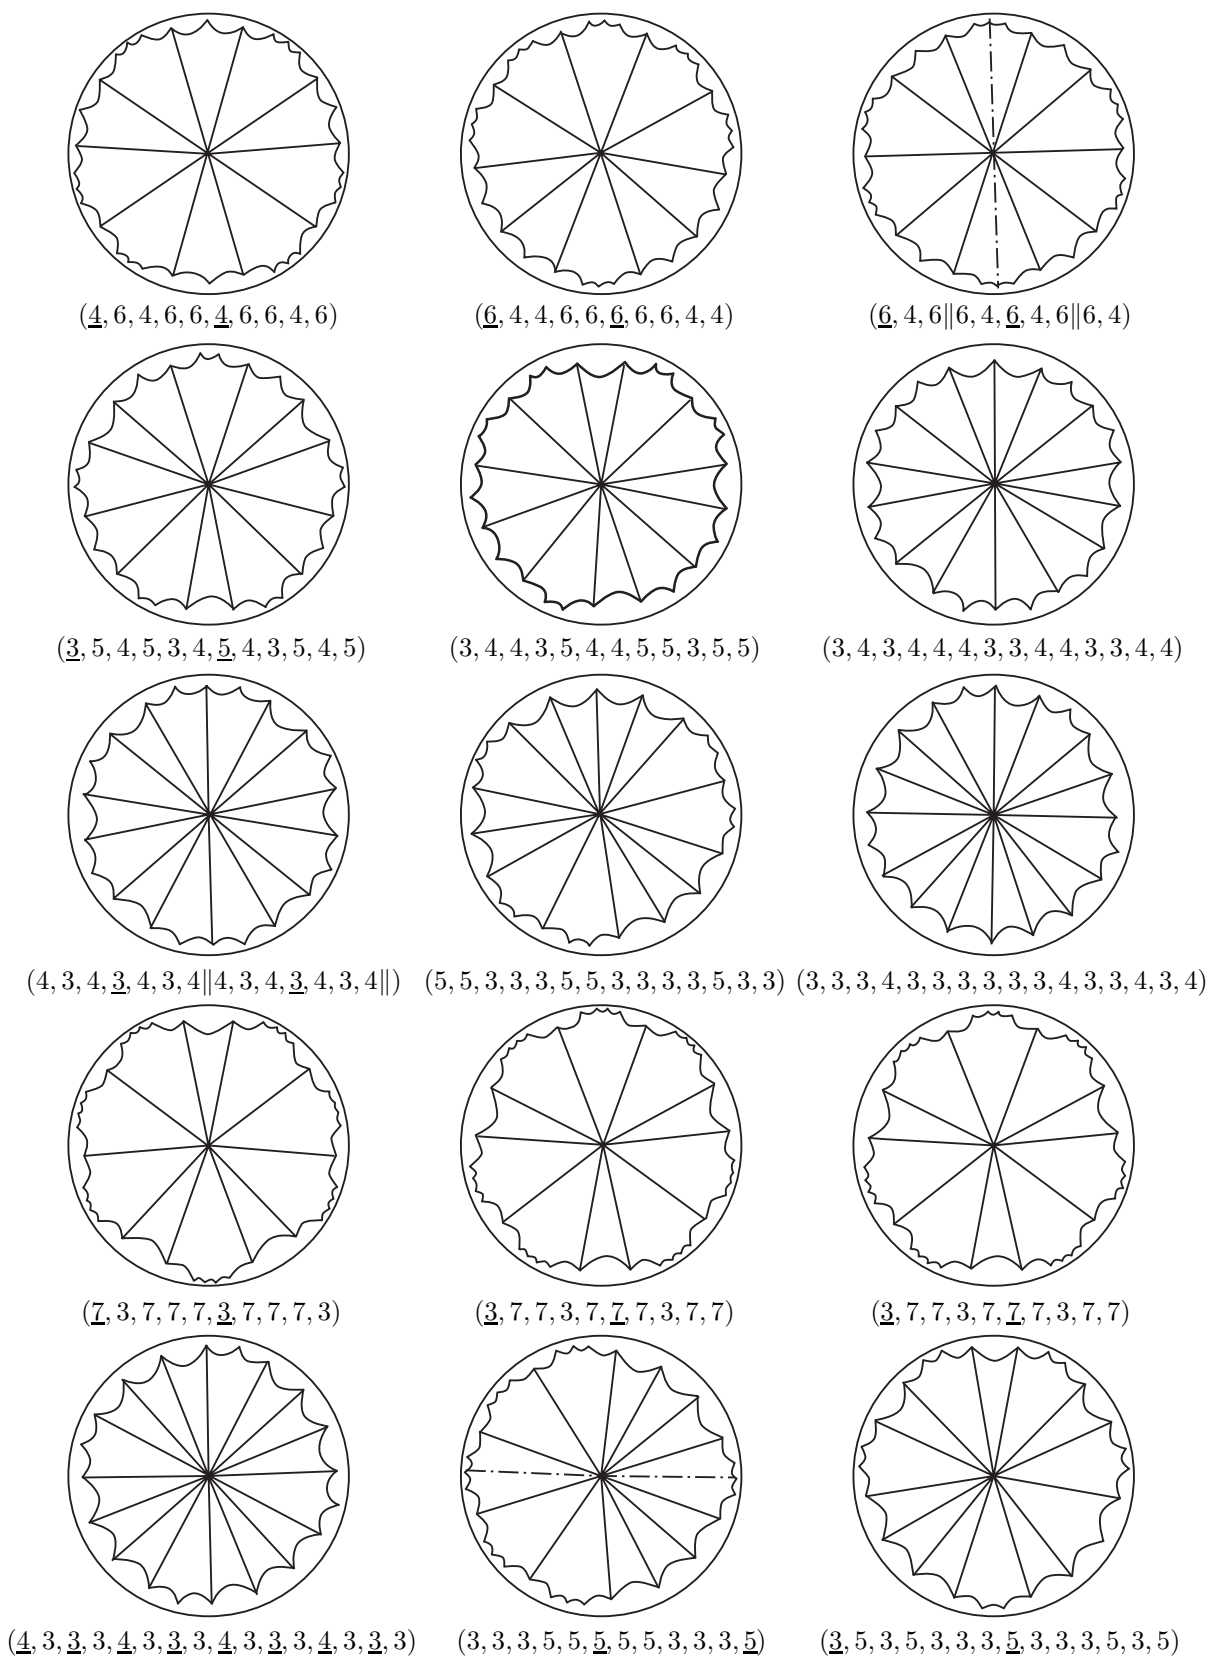 (4, 6, 4, 6, 6, 4, 6, 6, 4, 6)
(6, 4, 4, 6, 6, 6, 6, 6, 4, 4)
(6, 4, 6∥6, 4, 6, 4, 6∥6, 4)
(3, 5, 4, 5, 3, 4, 5, 4, 3, 5, 4, 5)
(3, 4, 4, 3, 5, 4, 4, 5, 5, 3, 5, 5)
(3, 4, 3, 4, 4, 4, 3, 3, 4, 4, 3, 3, 4, 4)
(4, 3, 4, 3, 4, 3, 4∥4, 3, 4, 3, 4, 3, 4∥)
(5, 5, 3, 3, 3, 5, 5, 3, 3, 3, 3, 5, 3, 3)
(3, 3, 3, 4, 3, 3, 3, 3, 3, 3, 4, 3, 3, 4, 3, 4)
(7, 3, 7, 7, 7, 3, 7, 7, 7, 3)
(3, 7, 7, 3, 7, 7, 7, 3, 7, 7)
(3, 7, 7, 3, 7, 7, 7, 3, 7, 7)
(4, 3, 3, 3, 4, 3, 3, 3, 4, 3, 3, 3, 4, 3, 3, 3)
(3, 3, 3, 5, 5, 5, 5, 5, 3, 3, 3, 5)
(3, 5, 3, 5, 3, 3, 3, 5, 3, 3, 3, 5, 3, 5)